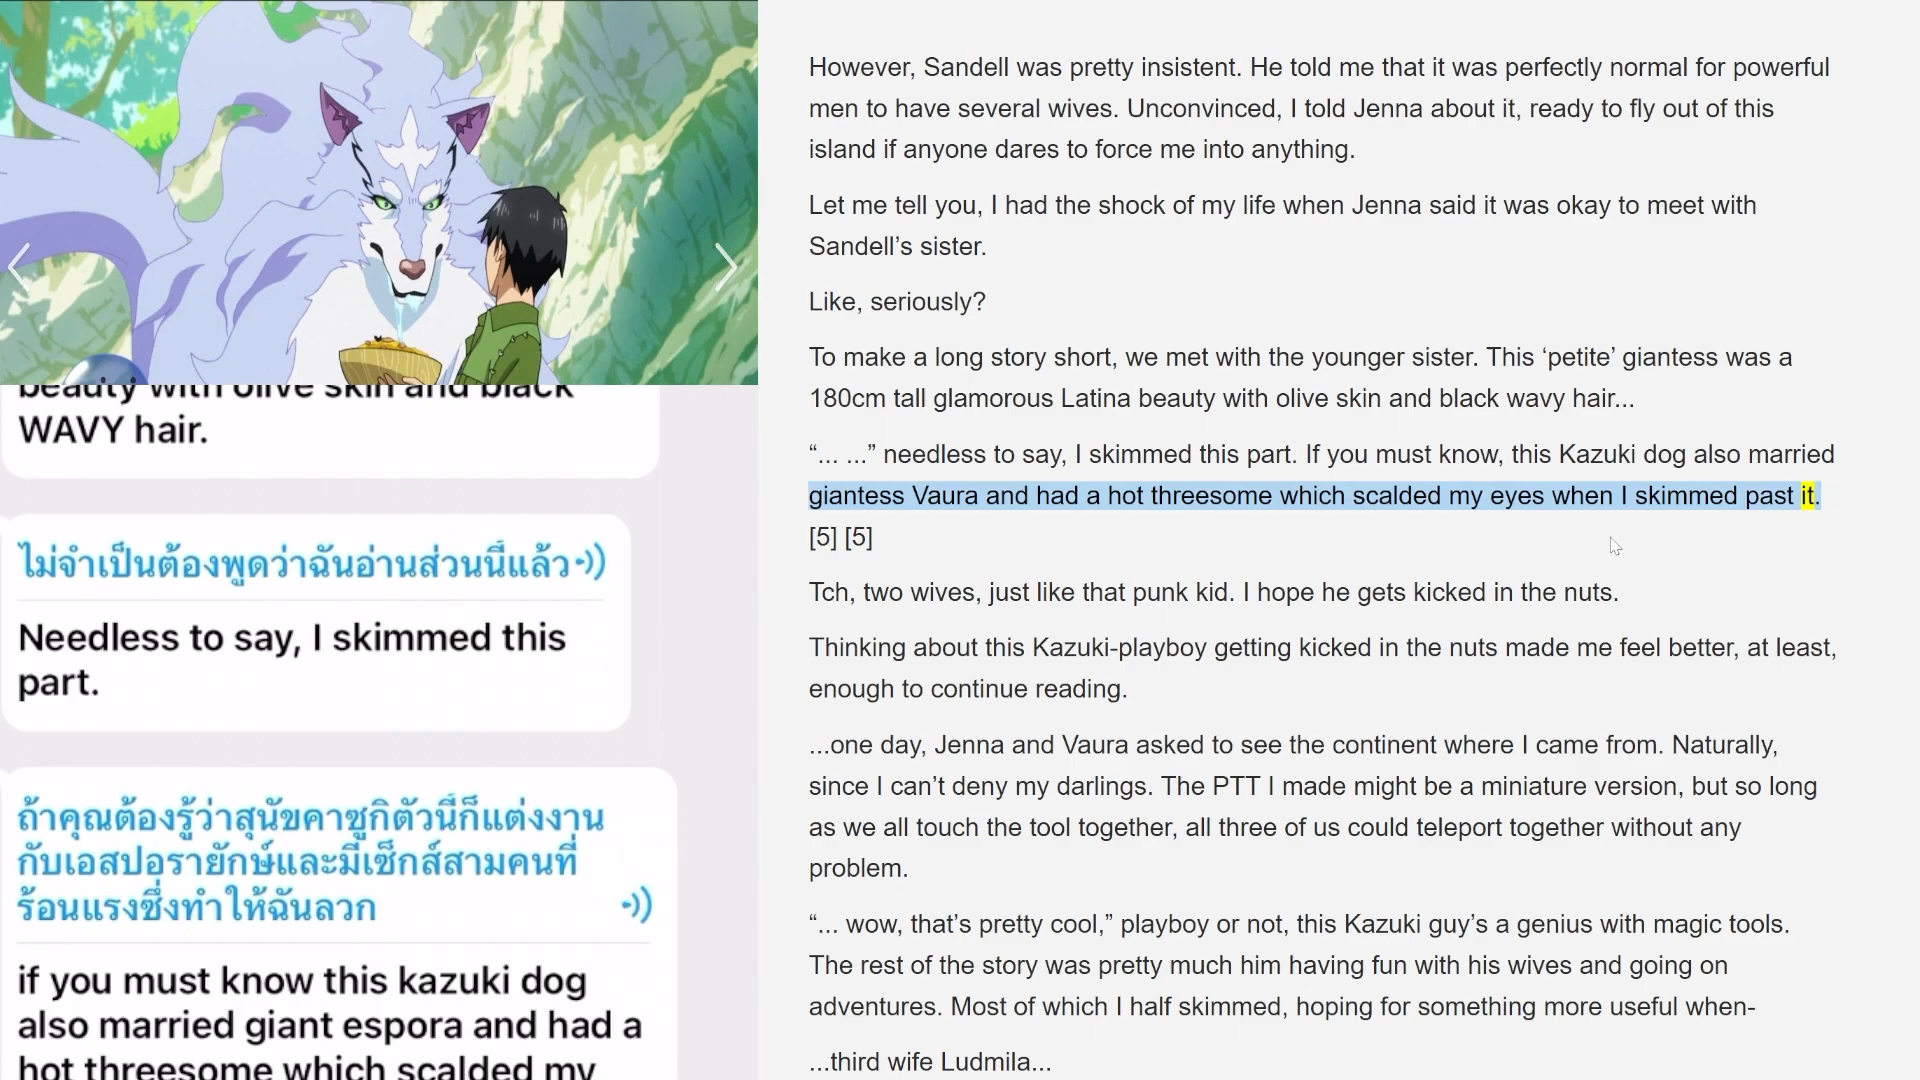 beauty with olive skin and black
WAVY hair.
ไม่จำเป็นต้องพูดว่าฉันอ่านส่วนนี้แล้ว
Needless to say, I skimmed this
part.
ถ้าคุณต้องรู้ว่าสุนัขคาซูกิตัวนี้ก็แต่งงาน
กับเอสปอรายักษ์และมีเซ็กส์สามคนที่
ร้อนแรงซึ่งทำให้ฉันลวก
if you must know this kazuki dog
also married giant espora and had a
hot threesome which scalded my
However, Sandell was pretty insistent. He told me that it was perfectly normal for powerful
men to have several wives. Unconvinced, I told Jenna about it, ready to fly out of this
island if anyone dares to force me into anything.
Let me tell you, I had the shock of my life when Jenna said it was okay to meet with
Sandell’s sister.
Like, seriously?
To make a long story short, we met with the younger sister. This ‘petite’ giantess was a
180cm tall glamorous Latina beauty with olive skin and black wavy hair...
“... ...” needless to say, I skimmed this part. If you must know, this Kazuki dog also married
giantess Vaura and had a hot threesome which scalded my eyes when I skimmed past it.
[5] [5]
Tch, two wives, just like that punk kid. I hope he gets kicked in the nuts.
Thinking about this Kazuki-playboy getting kicked in the nuts made me feel better, at least,
enough to continue reading.
...one day, Jenna and Vaura asked to see the continent where I came from. Naturally,
since I can’t deny my darlings. The PTT I made might be a miniature version, but so long
as we all touch the tool together, all three of us could teleport together without any
problem.
“... wow, that’s pretty cool,” playboy or not, this Kazuki guy’s a genius with magic tools.
The rest of the story was pretty much him having fun with his wives and going on
adventures. Most of which I half skimmed, hoping for something more useful when-
...third wife Ludmila...